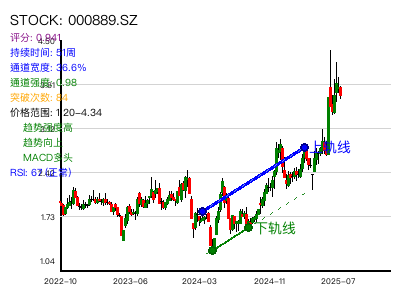 STOCK: 000889.SZ
评分: 0.941
持续时间: 51周
通道宽度: 36.6%
通道强度: 0.98
突破次数: 84
价格范围: 1.20-4.34
趋势强度高
趋势向上
MACD多头
RSI: 67.6(正常)
上轨线
下轨线
1.73
1.04
2022-10
2023-06
2024-03
2024-11
2025-07